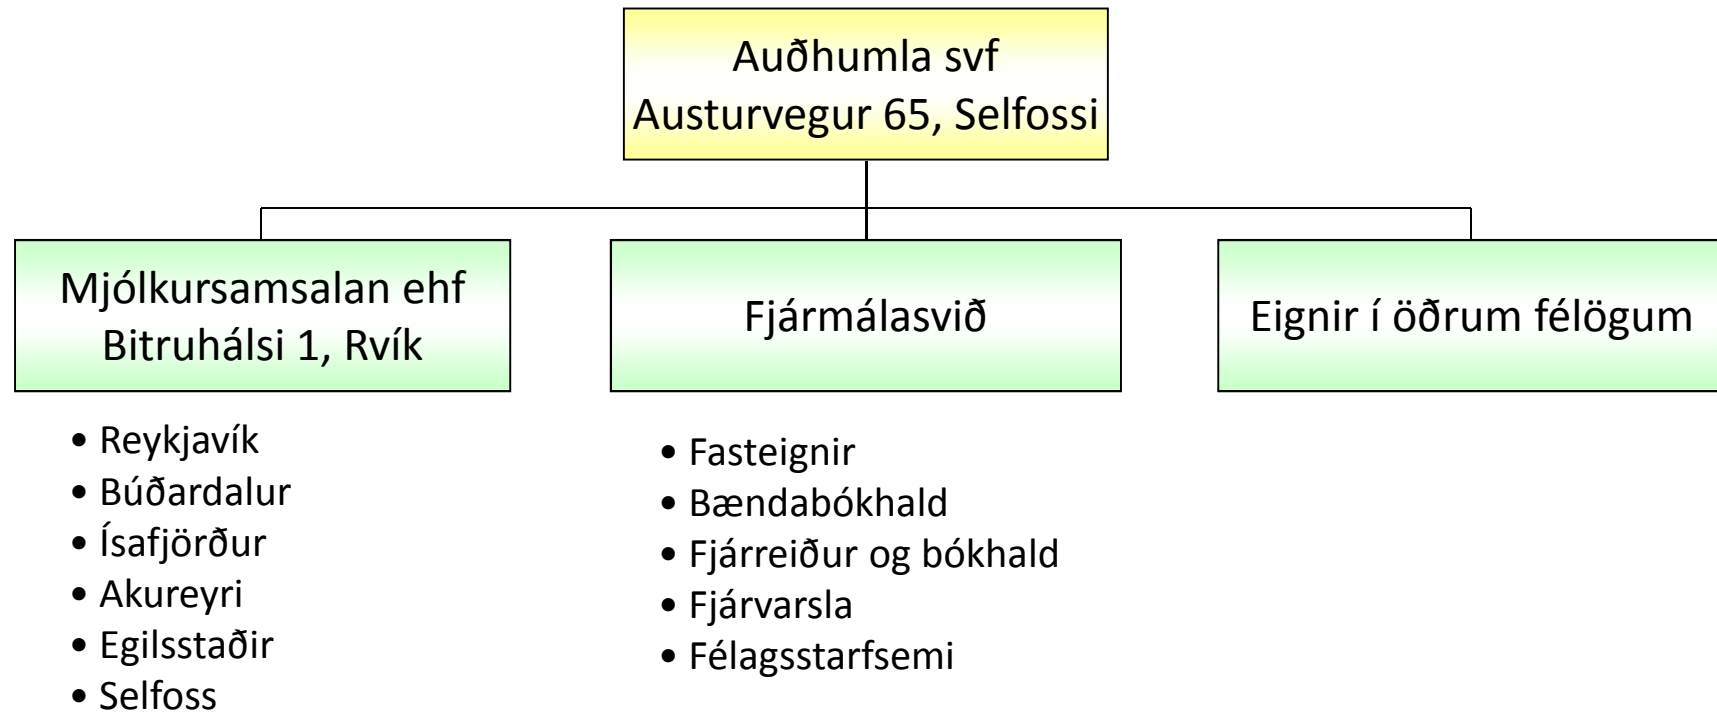 Auðhumla svf
Austurvegur 65, Selfossi
Mjólkursamsalan ehf
Bitruhálsi 1, Rvík
Fjármálasvið
Eignir í öðrum félögum
• Reykjavík
• Búðardalur
• Ísafjörður
• Akureyri
• Egilsstaðir
• Selfoss
• Fasteignir
• Bændabókhald
• Fjárreiður og bókhald
• Fjárvarsla
• Félagsstarfsemi